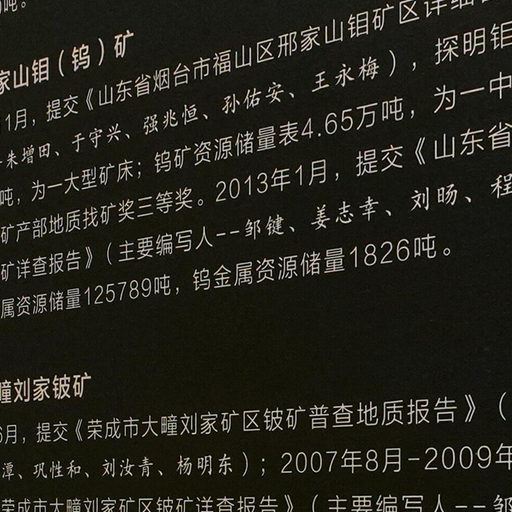 吨。
家山钼（钨）矿
1月，提交《山东省烟台市福山区邢家山钼矿区详细
朱增田、于守兴、强兆恒、孙佑安、王永梅），探明钼
吨，为一大型矿床；钨矿资源储量表4.65万吨，为一中
矿产部地质找矿奖三等奖。2013年1月，提交《山东省
矿详查报告》（主要编写人--邹键、姜志幸、刘旸、程
属资源储量125789吨，钨金属资源储量1826吨。
疃刘家铍矿
6月，提交《荣成市大疃刘家矿区铍矿普查地质报告》（
潭、巩性和、刘汝青、杨明东）；2007年8月-2009年
荣成市大疃刘家矿区铍矿详查报告》（主要编写人--邹